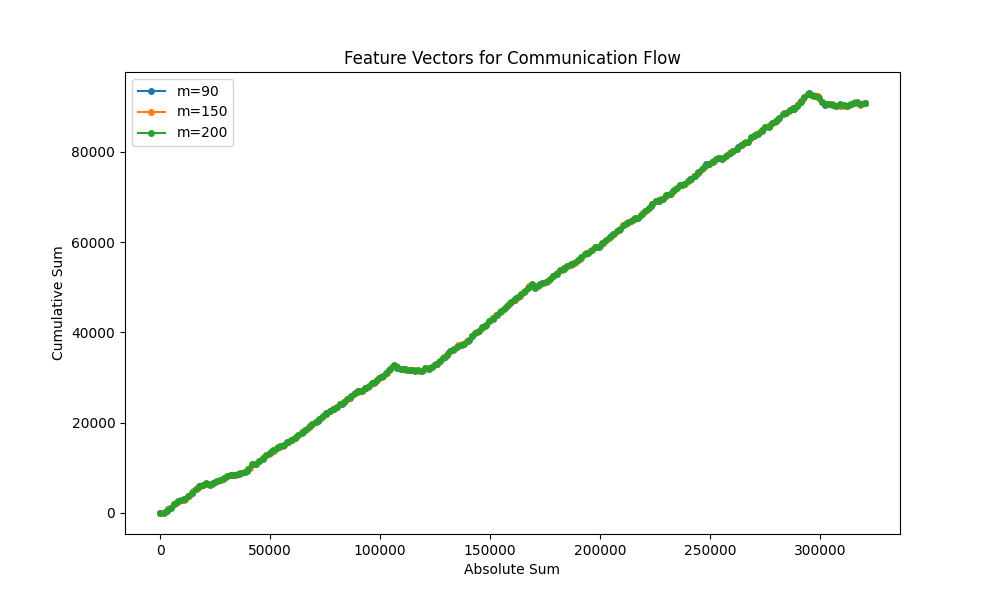 Feature Vectors for Communication Flow
m=90
m=150
m=200
Cumulative Sum
80000
60000
40000
20000
0
0 50000 100000 150000 200000 250000 300000
Absolute Sum